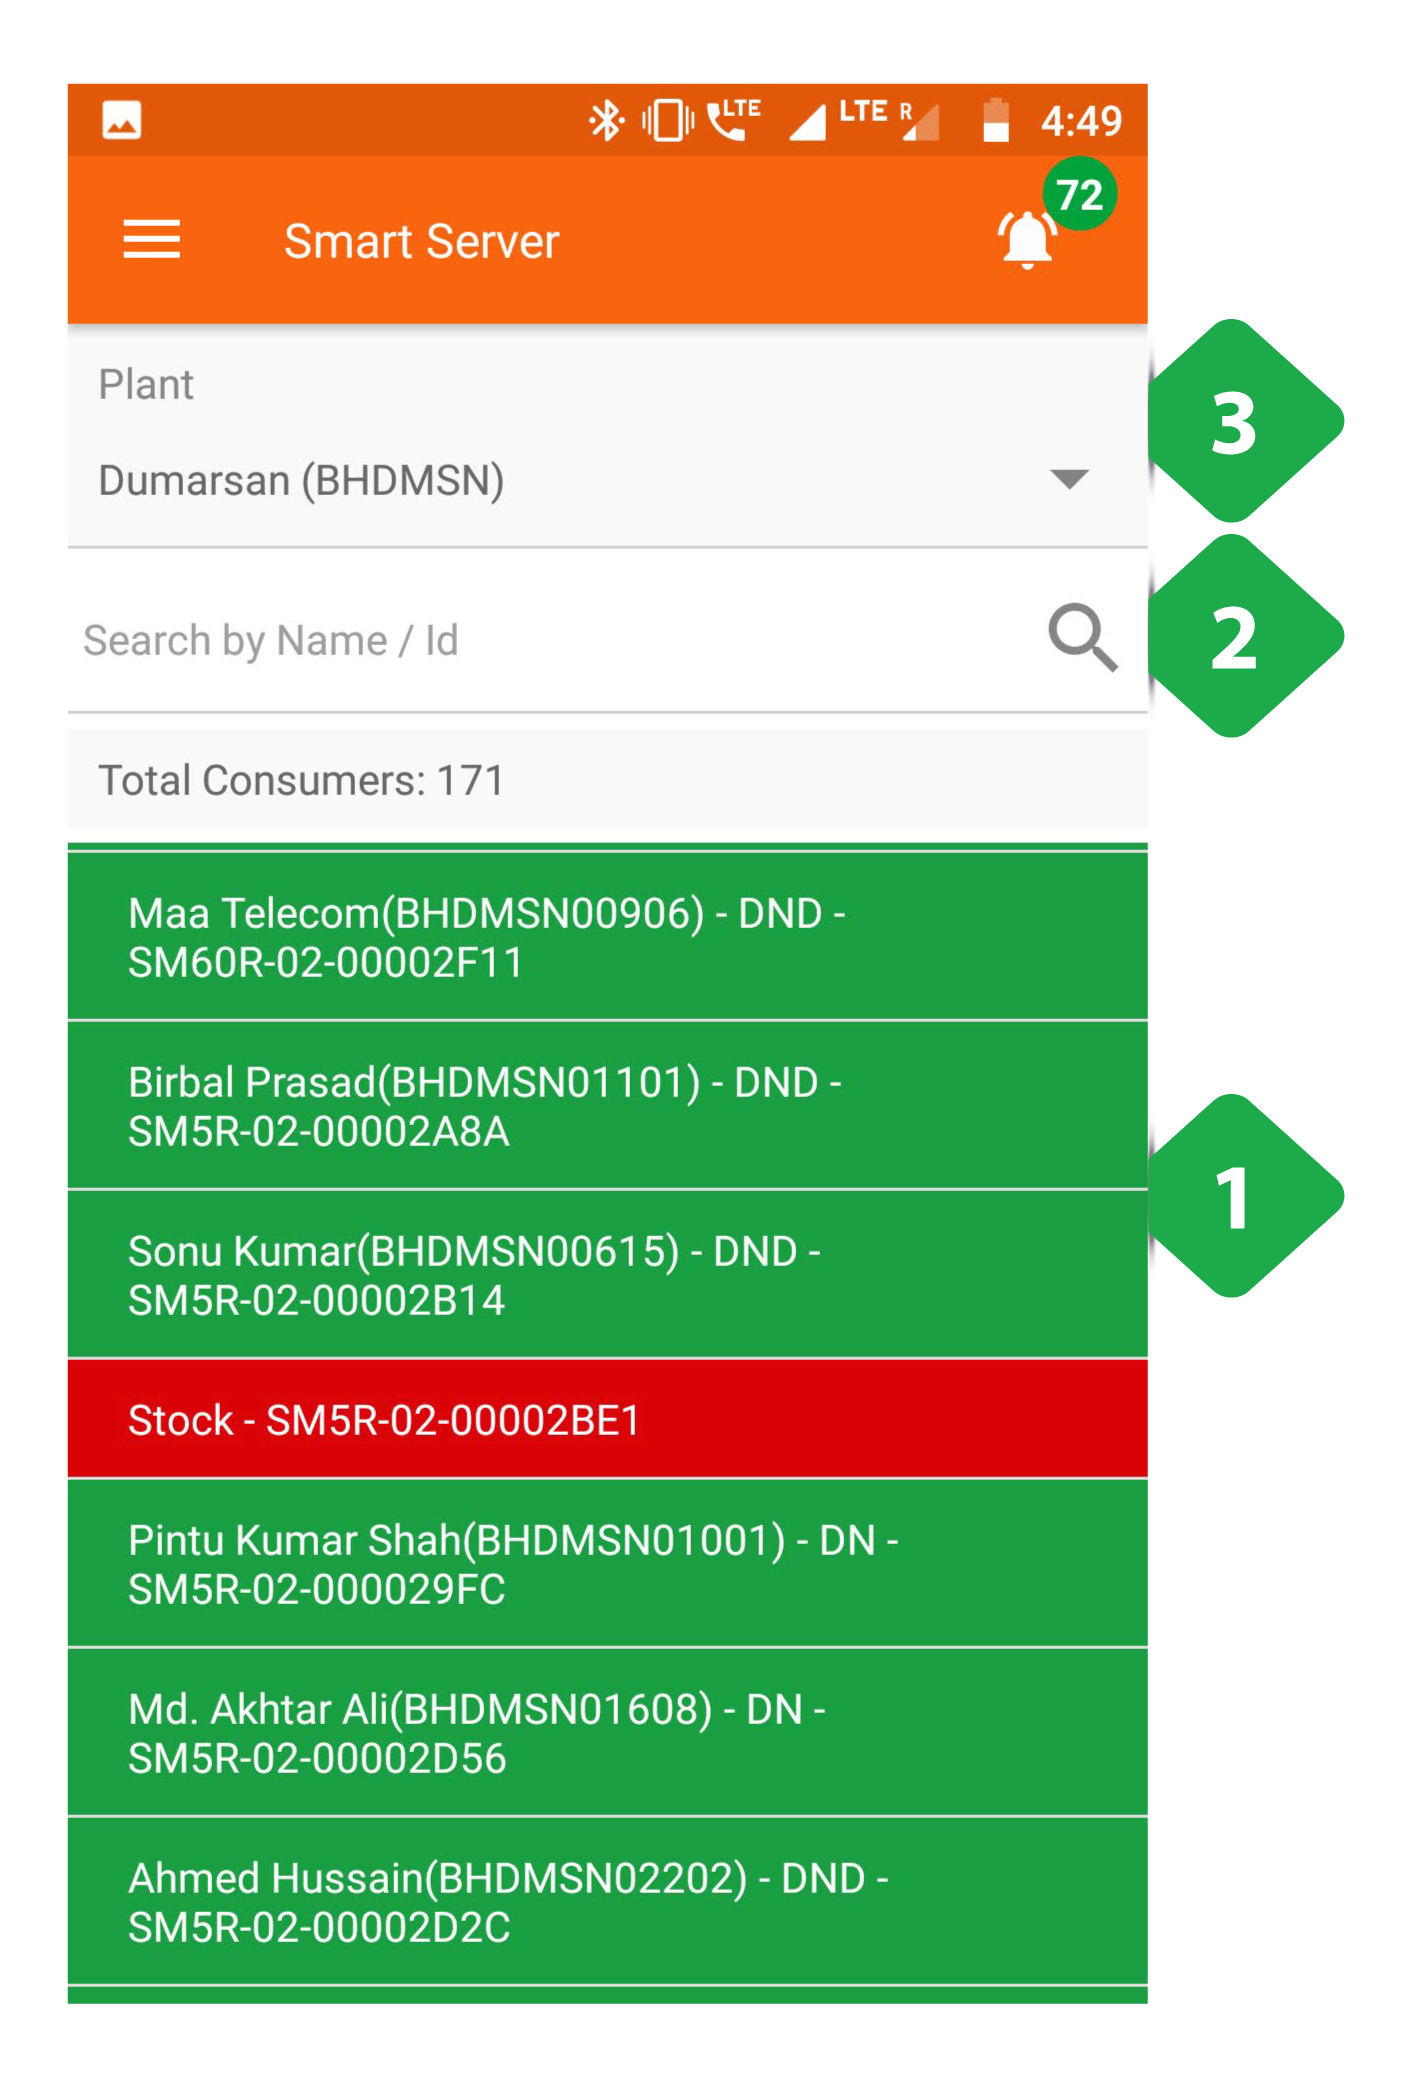 LTE LTE R 4:49
72
Smart Server
Plant
3
Dumarsan (BHDMSN)
Search by Name / Id
2
Total Consumers: 171
Maa Telecom(BHDMSN00906) - DND -
SM60R-02-00002F11
Birbal Prasad(BHDMSN01101) - DND -
SM5R-02-00002A8A
1
Sonu Kumar(BHDMSN00615) - DND -
SM5R-02-00002B14
Stock - SM5R-02-00002BE1
Pintu Kumar Shah(BHDMSN01001) - DN -
SM5R-02-000029FC
Md. Akhtar Ali(BHDMSN01608) - DN -
SM5R-02-00002D56
Ahmed Hussain(BHDMSN02202) - DND -
SM5R-02-00002D2C